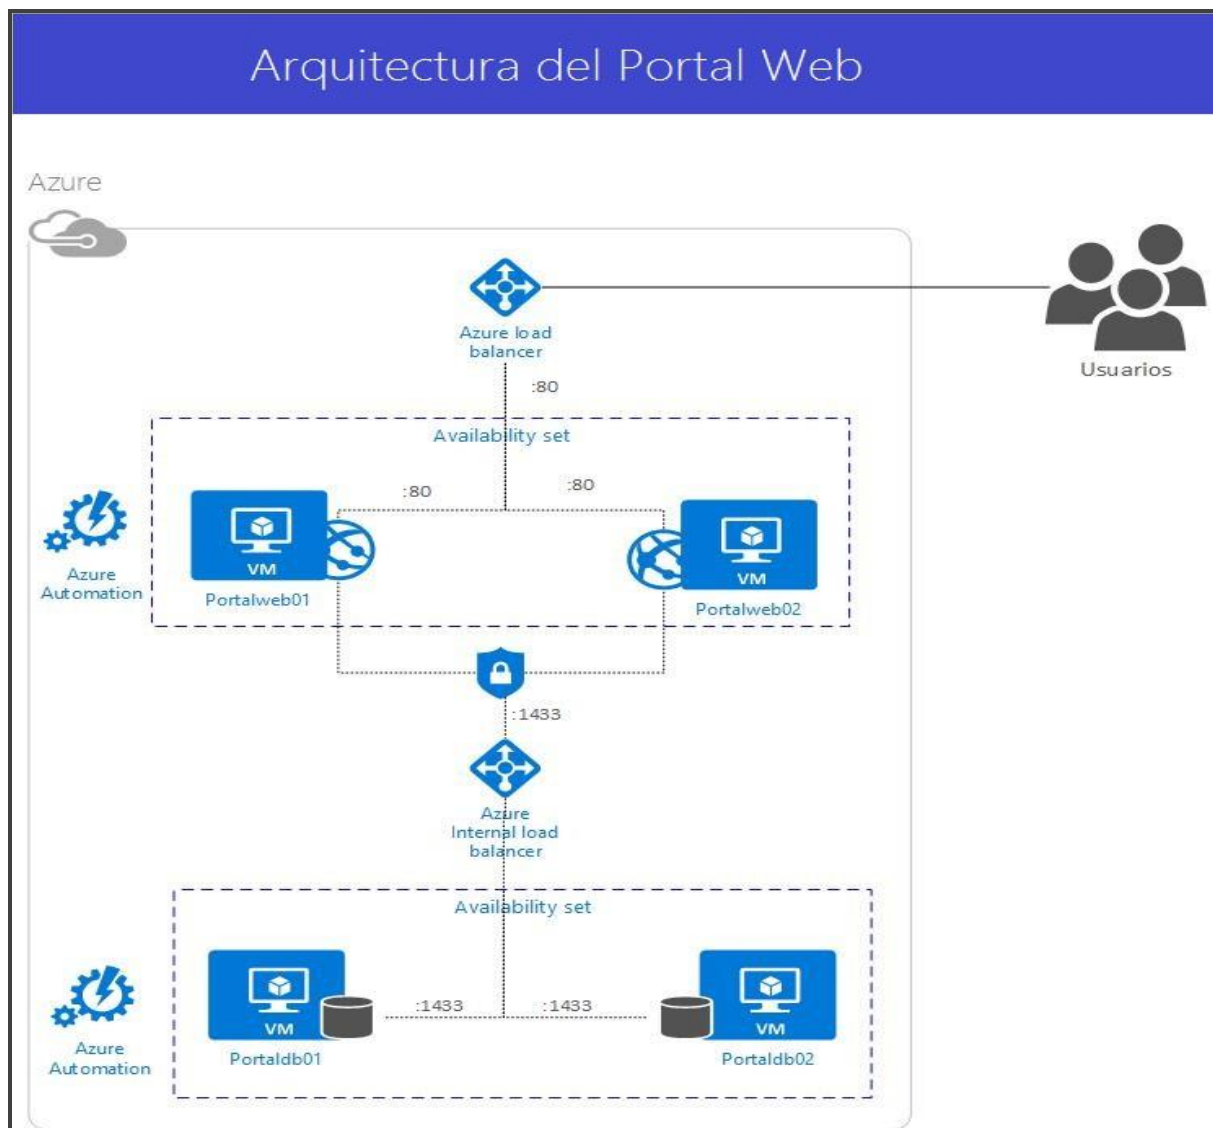 Arquitectura del Portal Web
Azure
Azure load
balancer
Usuarios
:80
Availability set
:80
:80
VM
Portalweb01
VM
Portalweb02
Azure
Automation
:1433
Azure
Internal load
balancer
Availability set
:1433
:1433
VM
Portaldb01
VM
Portaldb02
Azure
Automation